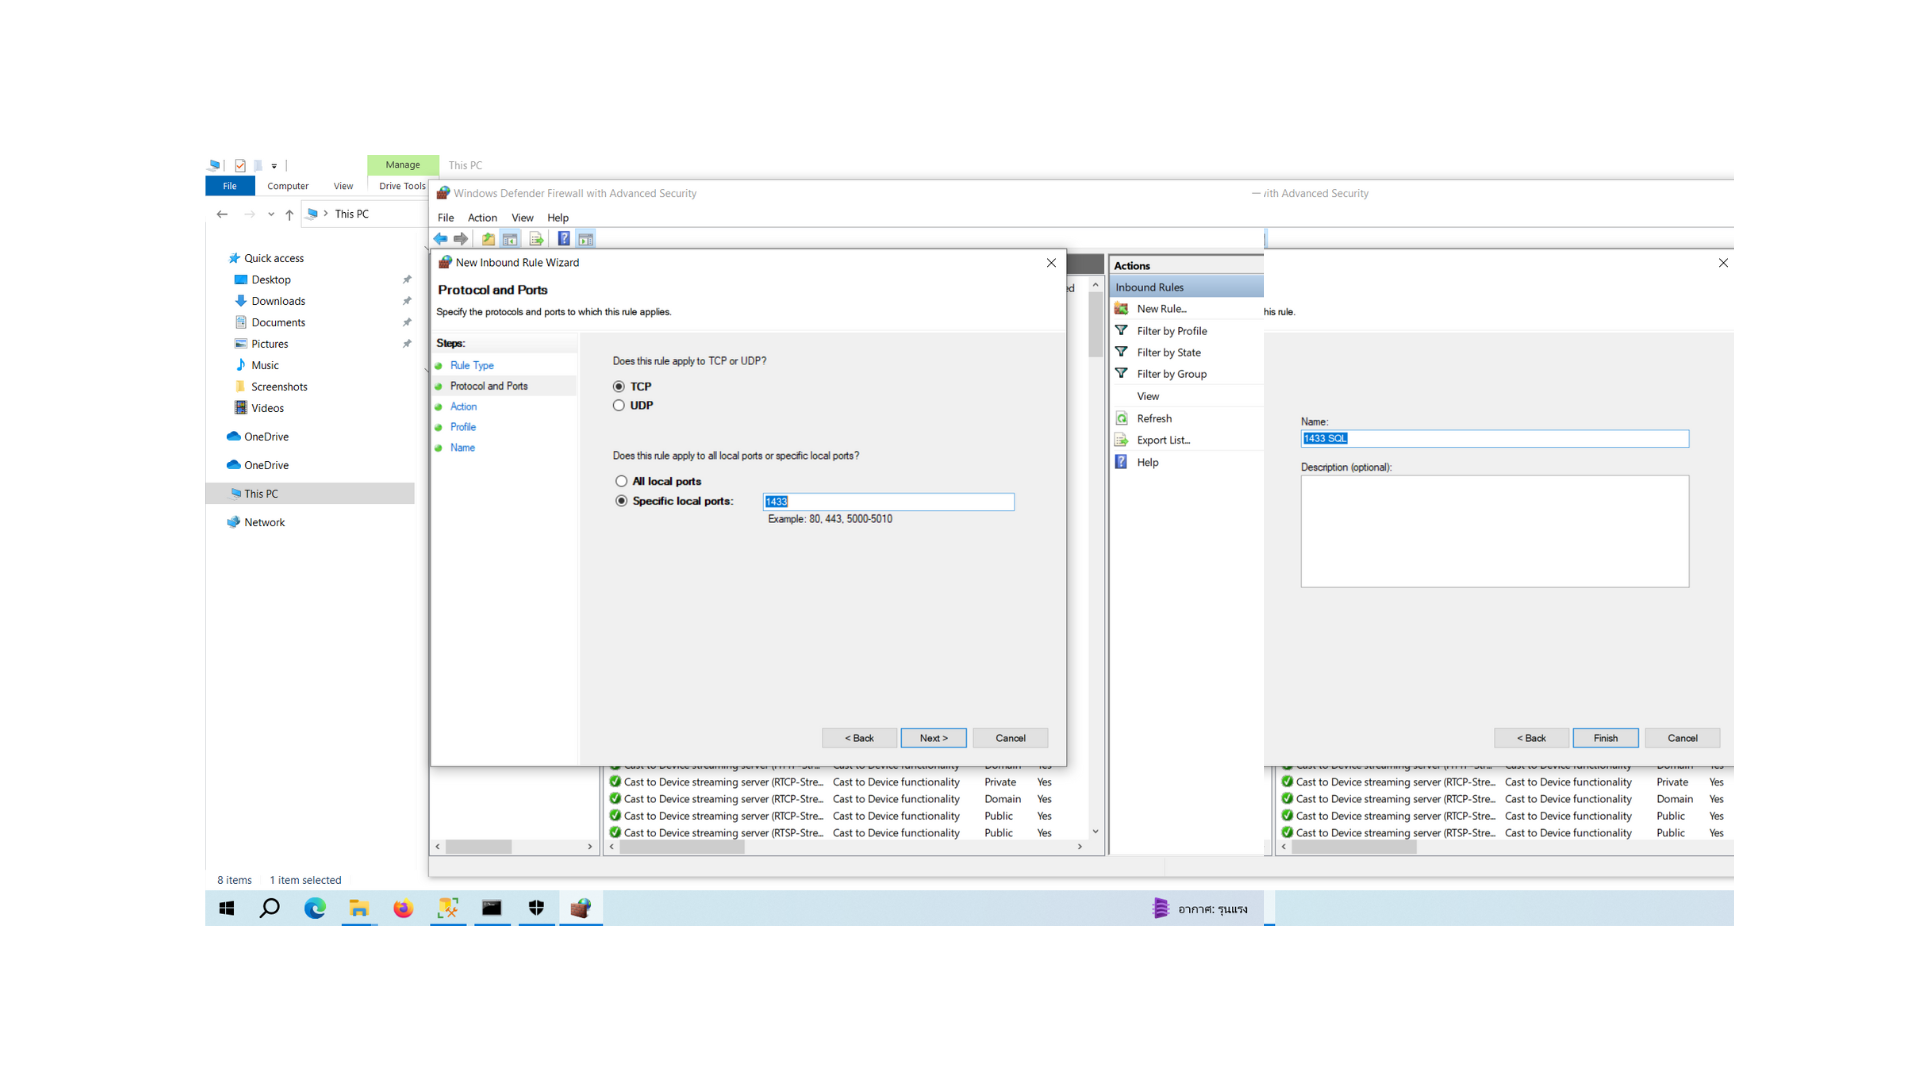 Manage
This PC
File
Computer
View
Drive Tools
This PC
Quick access
Desktop
Downloads
Documents
Pictures
Music
Screenshots
Videos
OneDrive
OneDrive
This PC
Network
8 items
1 item selected
Windows Defender Firewall with Advanced Security
File Action View Help
New Inbound Rule Wizard
Protocol and Ports
Specify the protocols and ports to which this rule applies.
Steps:
Rule Type
Protocol and Ports
Action
Profile
Name
Does this rule apply to TCP or UDP?
TCP
UDP
Does this rule apply to all local ports or specific local ports?
All local ports
Specific local ports:
1433
Example: 80, 443, 5000-5010
< Back
Next >
Cancel
Cast to Device streaming server (RTCP-Stre... Cast to Device functionality Private Yes
Cast to Device streaming server (RTCP-Stre... Cast to Device functionality Domain Yes
Cast to Device streaming server (RTCP-Stre... Cast to Device functionality Public Yes
Cast to Device streaming server (RTSP-Stre... Cast to Device functionality Public Yes
Actions
Inbound Rules
New Rule...
Filter by Profile
Filter by State
Filter by Group
View
Refresh
Export List...
Help
with Advanced Security
his rule.
Name:
1433 SQL
Description (optional):
< Back
Finish
Cancel
Cast to Device streaming server (RTCP-Stre... Cast to Device functionality Private Yes
Cast to Device streaming server (RTCP-Stre... Cast to Device functionality Domain Yes
Cast to Device streaming server (RTCP-Stre... Cast to Device functionality Public Yes
Cast to Device streaming server (RTSP-Stre... Cast to Device functionality Public Yes
อากาศ: รุนแรง